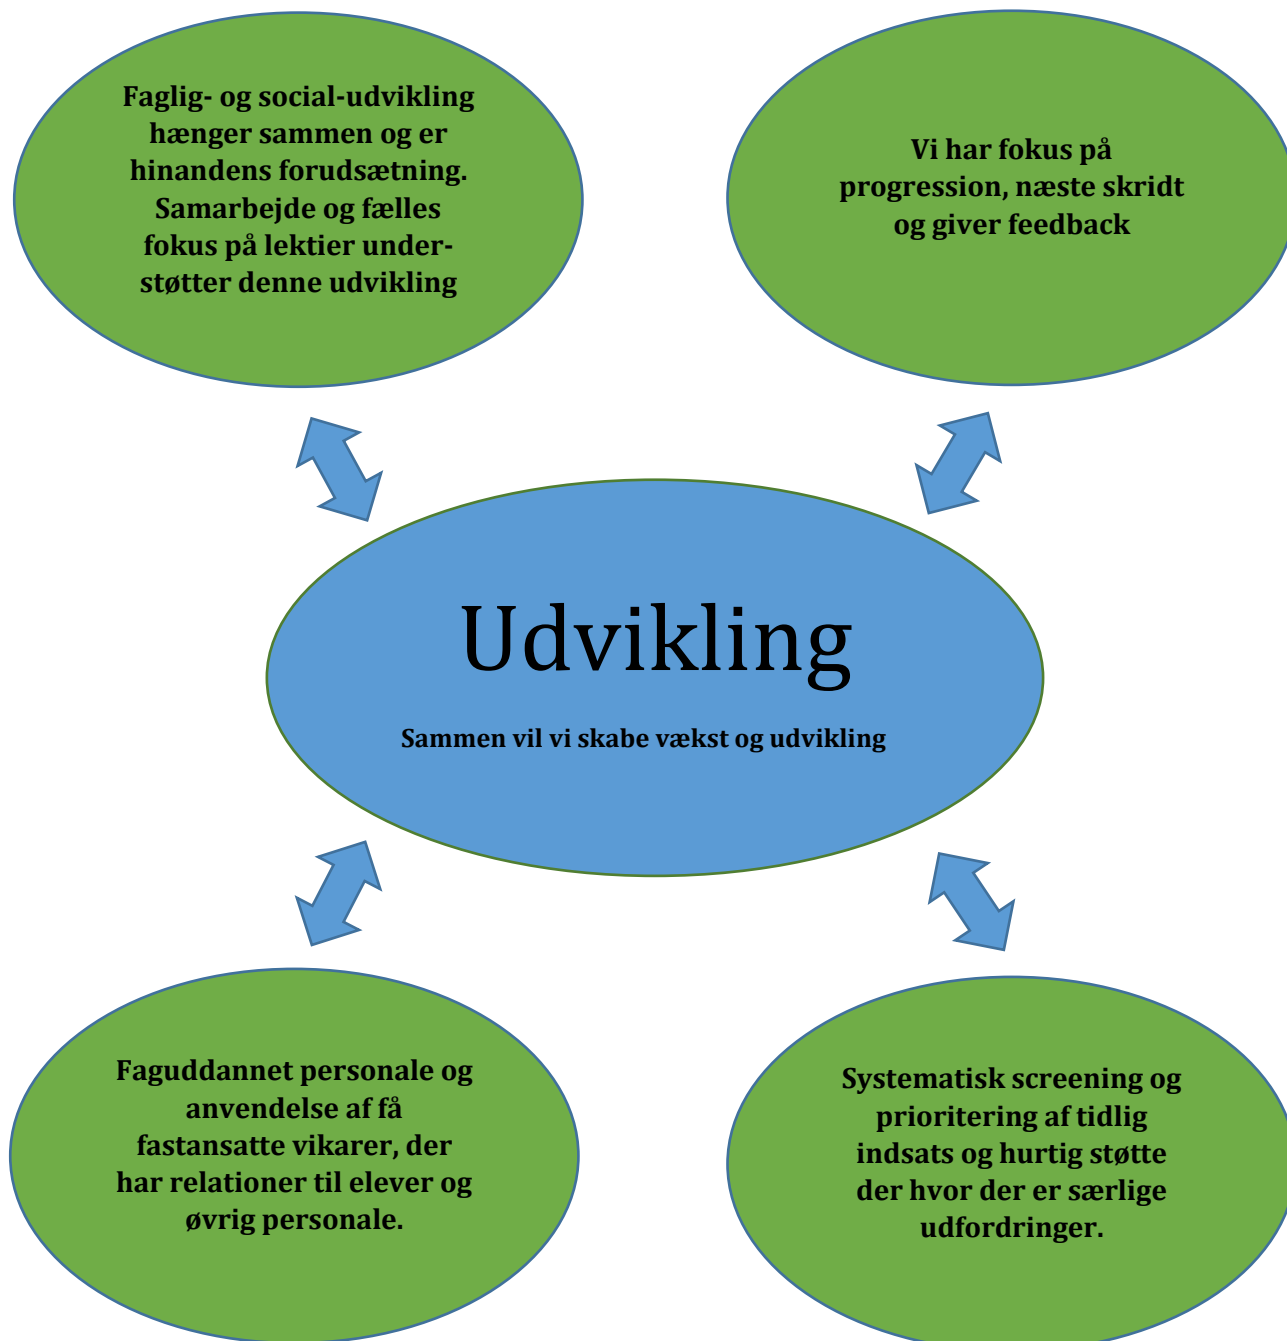 Faglig- og social-udvikling
hænger sammen og er
hinandens forudsætning.
Samarbejde og fælles
fokus på lektier under-
støtter denne udvikling
Vi har fokus på
progression, næste skridt
og giver feedback
Udvikling
Sammen vil vi skabe vækst og udvikling
Faguddannet personale og
anvendelse af få
fastansatte vikarer, der
har relationer til elever og
øvrig personale.
Systematisk screening og
prioritering af tidlig
indsats og hurtig støtte
der hvor der er særlige
udfordringer.